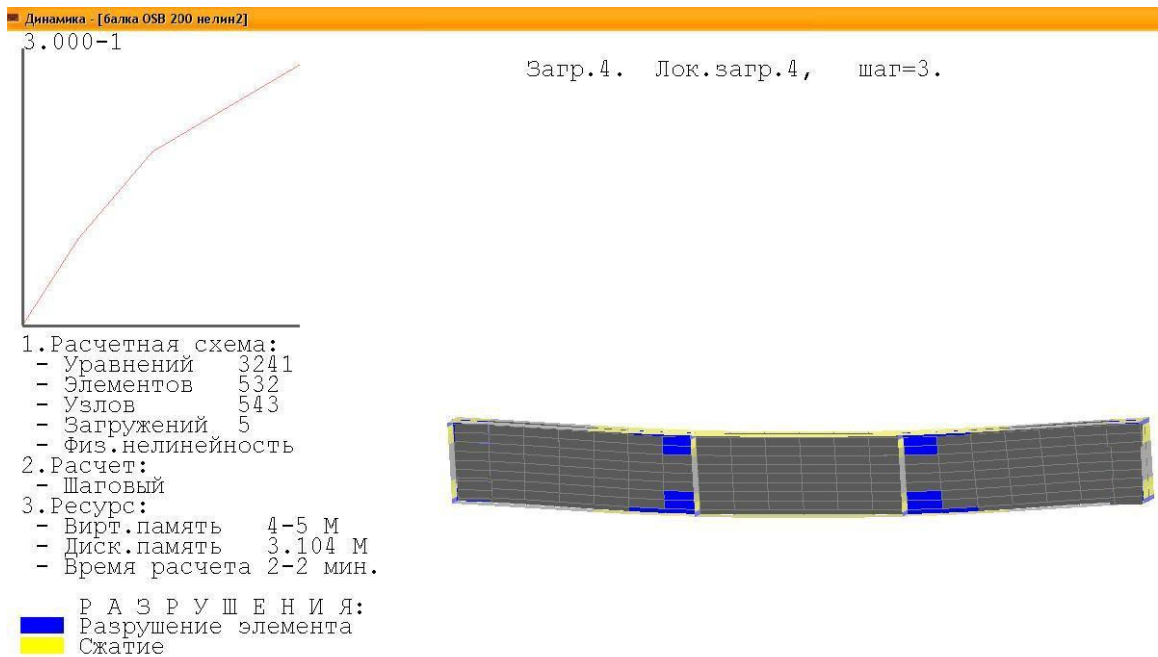 Динамика - [балка OSB 200 нелин2]
3.000-1
Загр.4. Лок.загр.4, шаг=3.
1.Расчетная схема:
- Уравнений 3241
- Элементов 532
- Узлов 543
- Загружений 5
- Физ.нелинейность
2.Расчет:
- Шаговый
3.Ресурс:
- Вирт.память 4-5 М
- Диск.память 3.104 М
- Время расчета 2-2 мин.
Р А З Р У Ш Е Н И Я:
Разрушение элемента
Сжатие